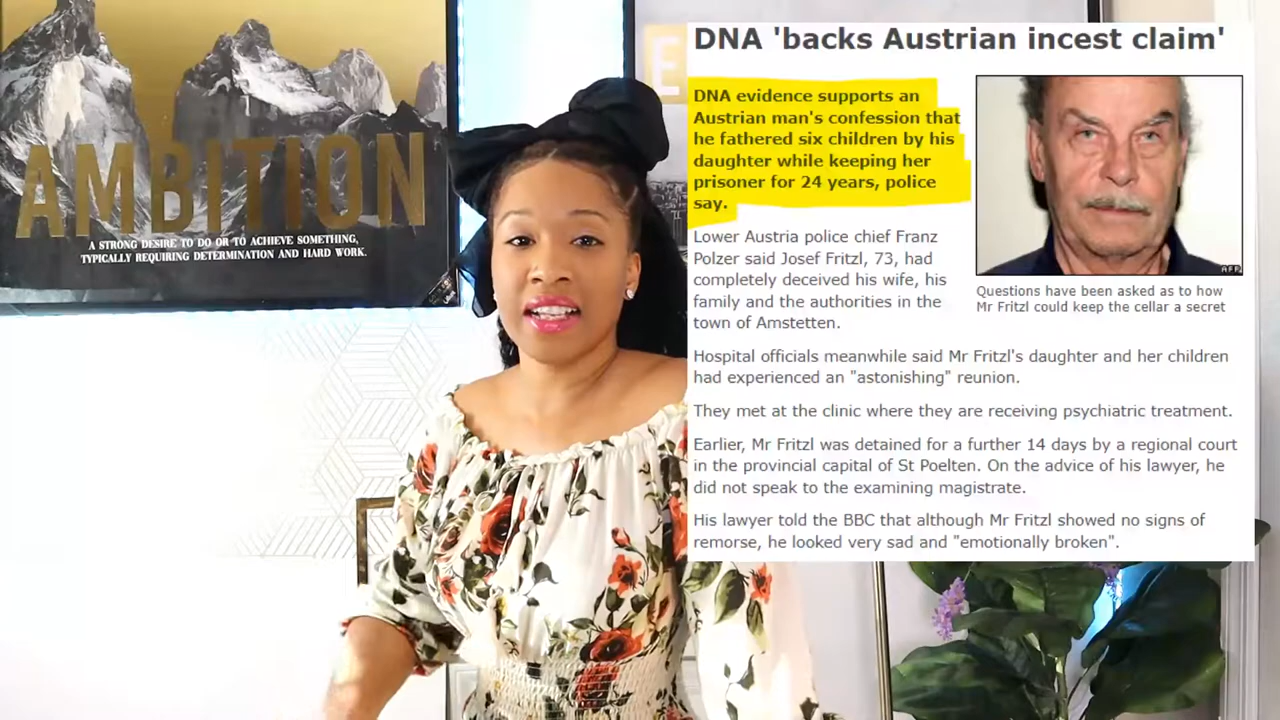 AMBITION
A STRONG DESIRE TO DO OR TO ACHIEVE SOMETHING,
TYPICALLY REQUIRING DETERMINATION AND HARD WORK.
E
DNA 'backs Austrian incest claim'
DNA evidence supports an
Austrian man's confession that
he fathered six children by his
daughter while keeping her
prisoner for 24 years, police
say.
Lower Austria police chief Franz
Polzer said Josef Fritzl, 73, had
completely deceived his wife, his
family and the authorities in the
town of Amstetten.
AFP
Questions have been asked as to how
Mr Fritzl could keep the cellar a secret
Hospital officials meanwhile said Mr Fritzl's daughter and her children
had experienced an "astonishing" reunion.
They met at the clinic where they are receiving psychiatric treatment.
Earlier, Mr Fritzl was detained for a further 14 days by a regional court
in the provincial capital of St Poelten. On the advice of his lawyer, he
did not speak to the examining magistrate.
His lawyer told the BBC that although Mr Fritzl showed no signs of
remorse, he looked very sad and "emotionally broken".